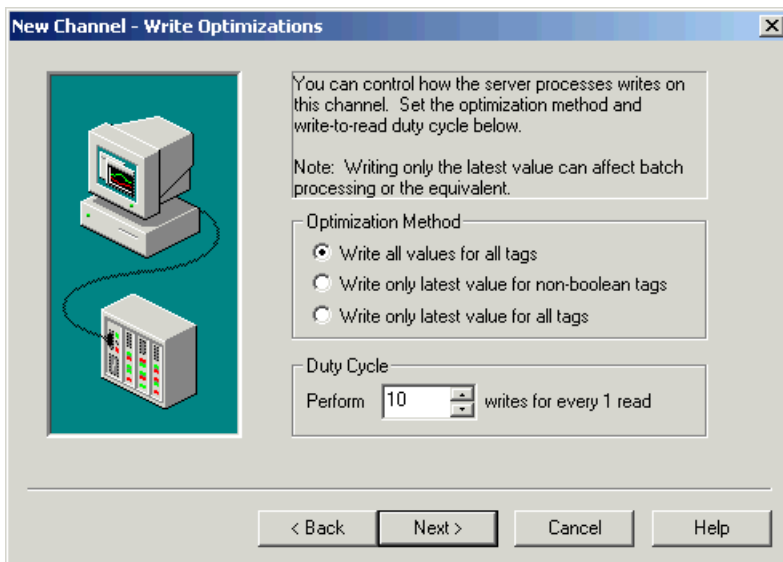 New Channel - Write Optimizations
You can control how the server processes writes on
this channel. Set the optimization method and
write-to-read duty cycle below.
Note: Writing only the latest value can affect batch
processing or the equivalent.
Optimization Method
Write all values for all tags
Write only latest value for non-boolean tags
Write only latest value for all tags
Duty Cycle
Perform 10 writes for every 1 read
< Back Next > Cancel Help